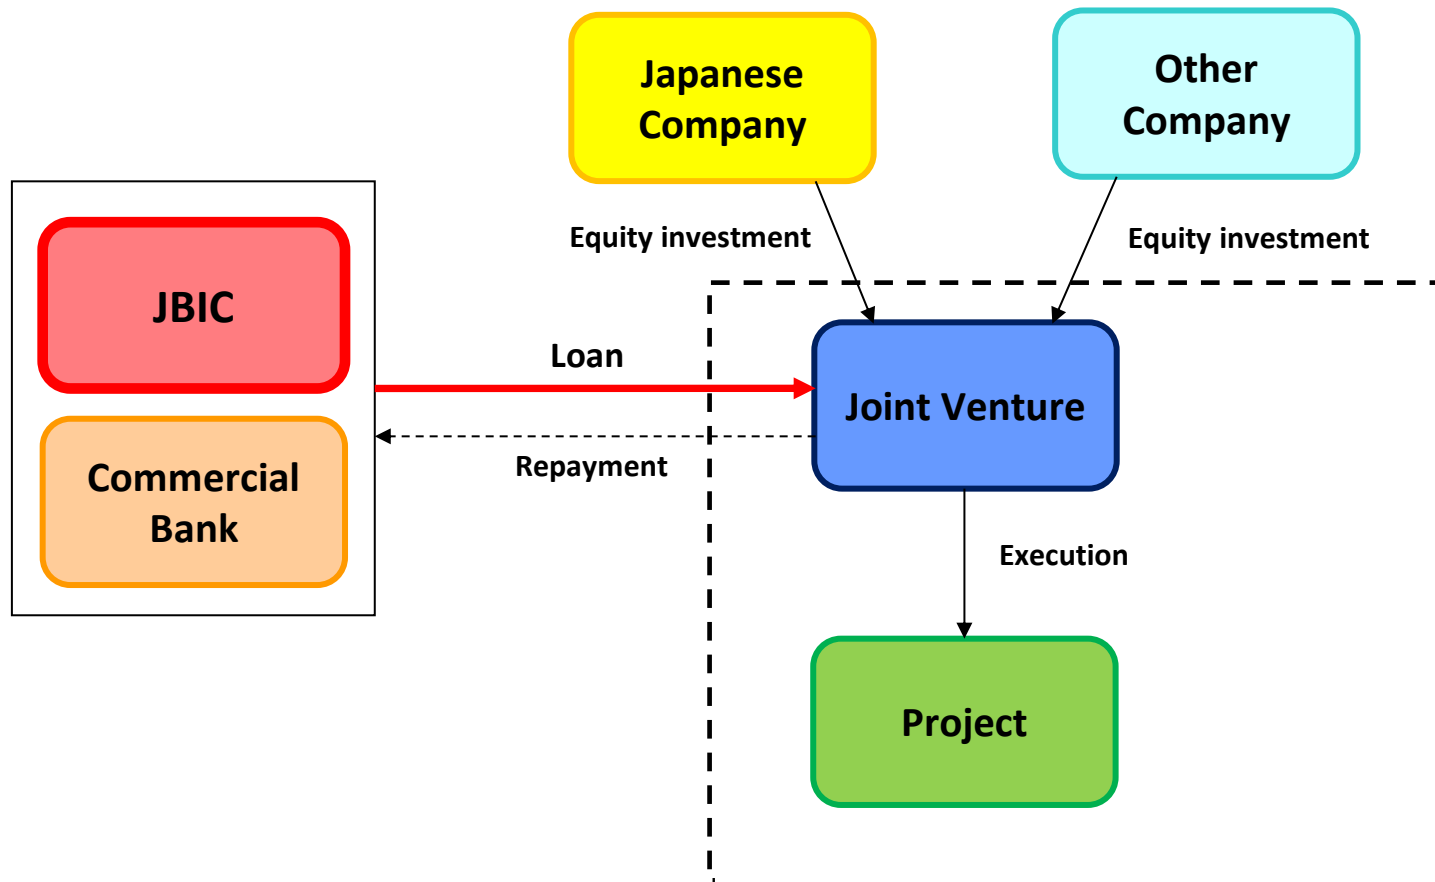 Japanese
Company
Other
Company
Equity investment
Equity investment
JBIC
Loan
Joint Venture
Repayment
Commercial
Bank
Execution
Project